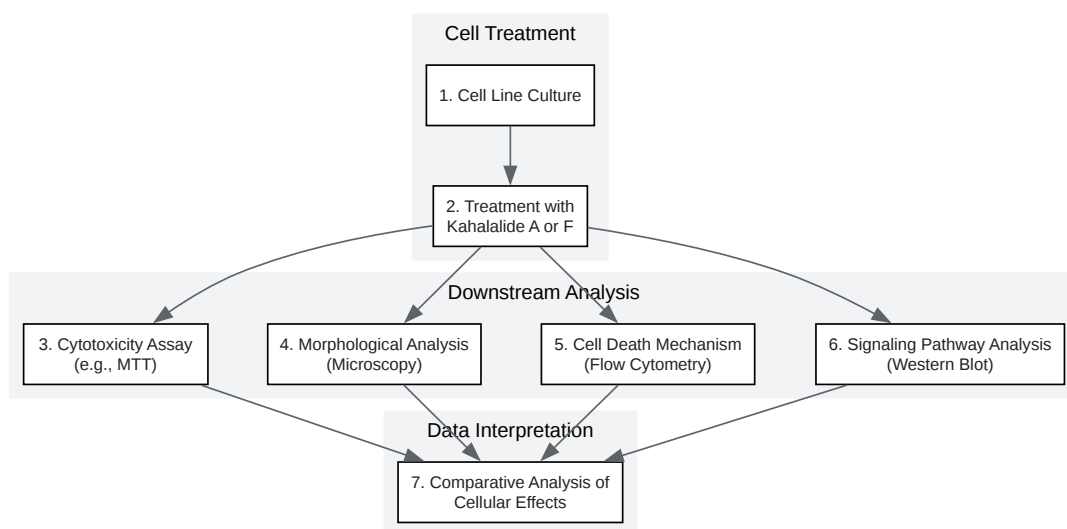 Cell Treatment
1. Cell Line Culture
2. Treatment with
Kahalalide A or F
Downstream Analysis
3. Cytotoxicity Assay
(e.g., MTT)
4. Morphological Analysis
(Microscopy)
5. Cell Death Mechanism
(Flow Cytometry)
6. Signaling Pathway Analysis
(Western Blot)
Data Interpretation
7. Comparative Analysis of
Cellular Effects